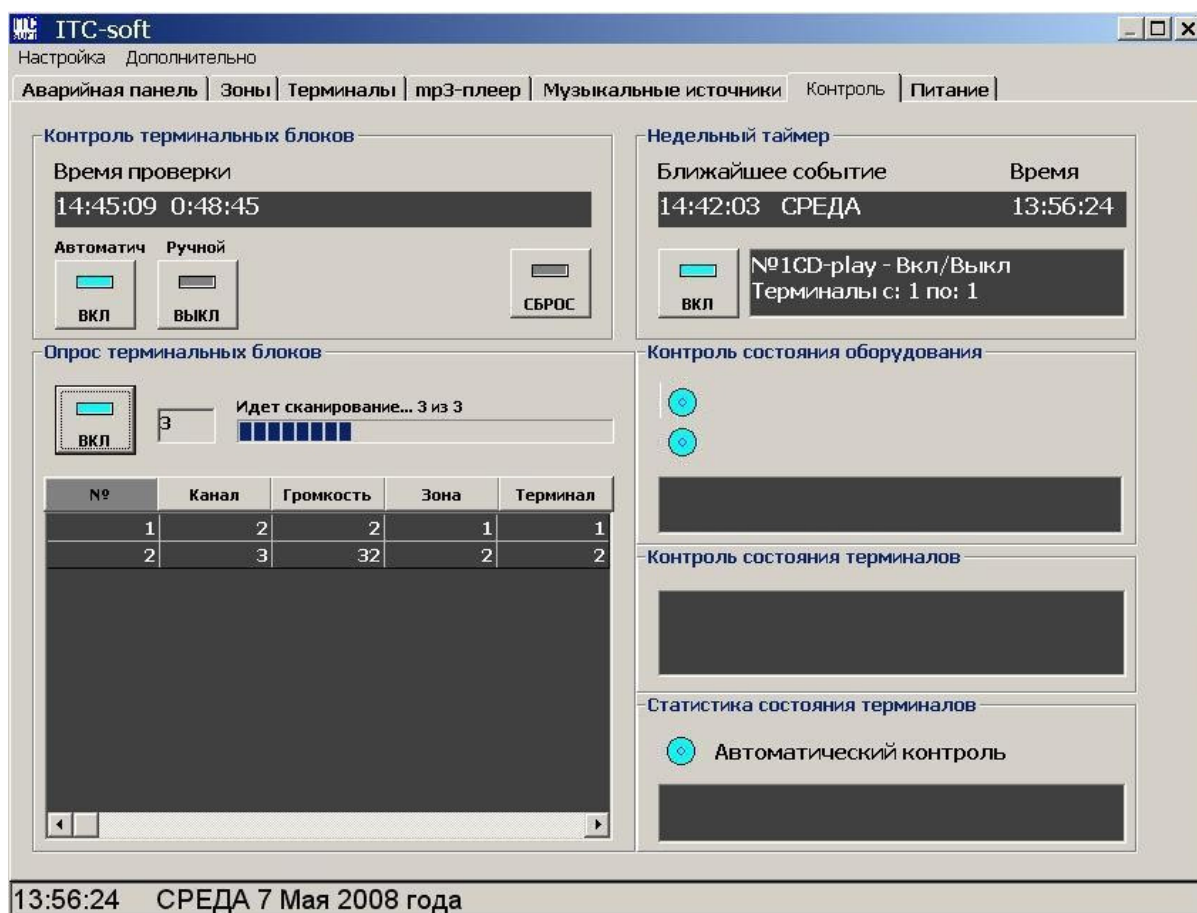 ITC-soft
Настройка Дополнительно
Аварийная панель Зоны Терминалы mp3-плеер Музыкальные источники Контроль Питание
Контроль терминальных блоков
Время проверки
14:45:09 0:48:45
Автоматич Ручной
ВКЛ ВЫКЛ СБРОС
Недельный таймер
Ближайшее событие Время
14:42:03 СРЕДА 13:56:24
ВКЛ
№1CD-play - Вкл/Выкл
Терминалы с: 1 по: 1
Опрос терминальных блоков
ВКЛ
3
Идет сканирование... 3 из 3
№ Канал Громкость Зона Терминал
1 2 2 1 1
2 3 32 2 2
Контроль состояния оборудования
Контроль состояния терминалов
Статистика состояния терминалов
Автоматический контроль
13:56:24 СРЕДА 7 Мая 2008 года